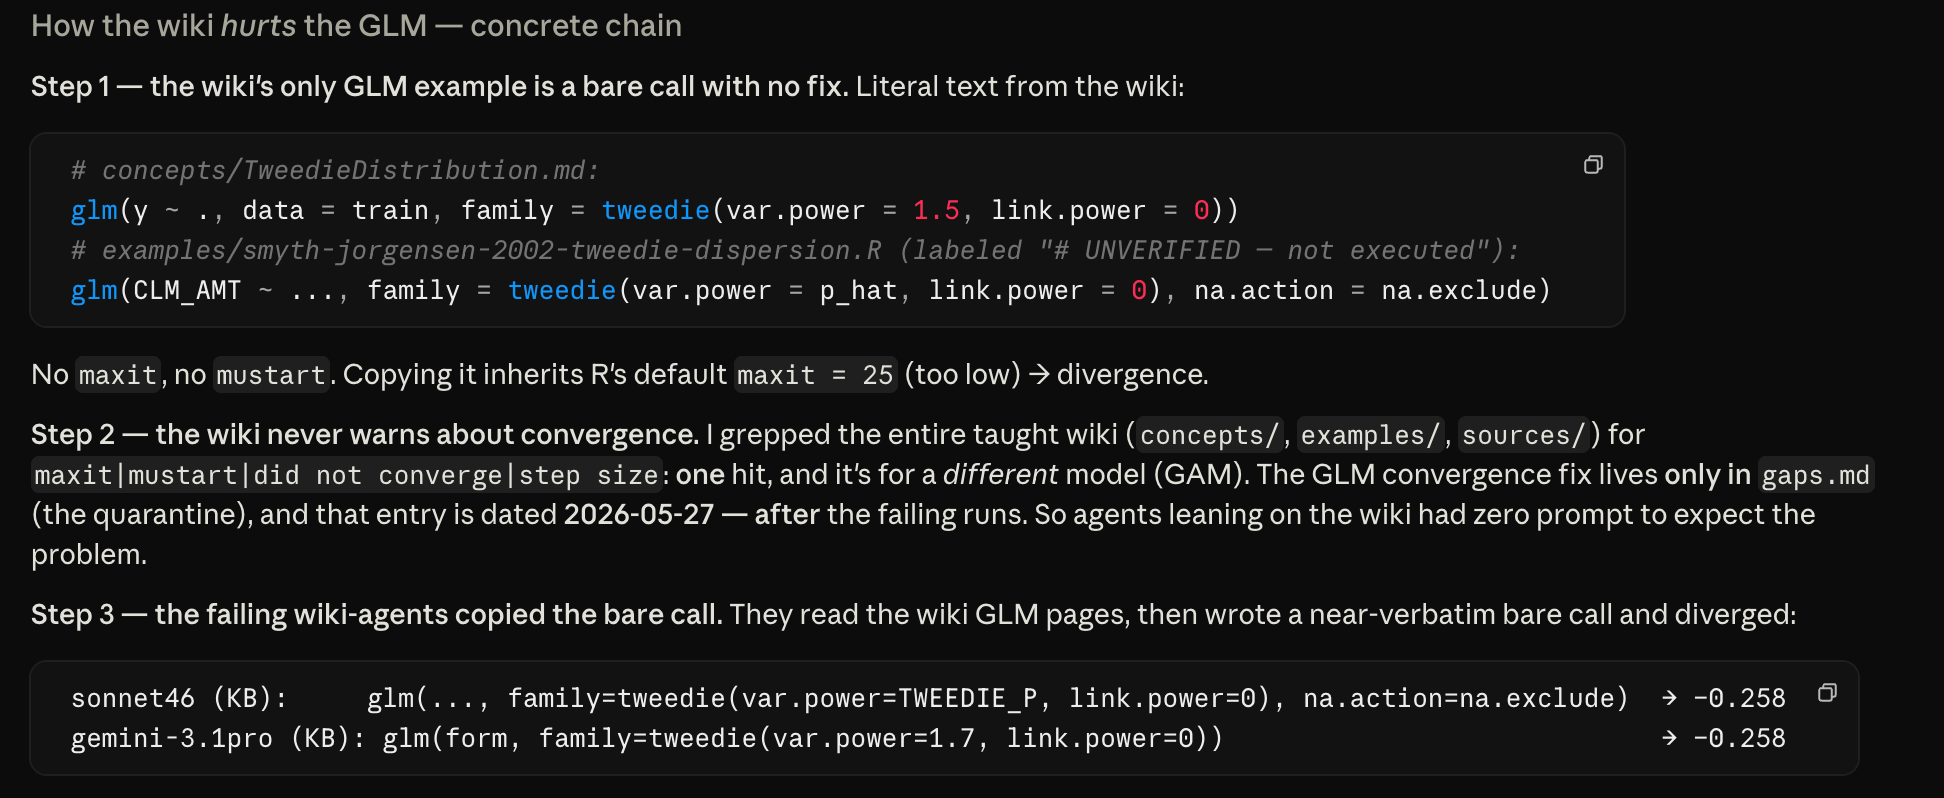 How the wiki hurts the GLM — concrete chain
Step 1 — the wiki's only GLM example is a bare call with no fix. Literal text from the wiki:
# concepts/TweedieDistribution.md:
glm(y ~ ., data = train, family = tweedie(var.power = 1.5, link.power = 0))
# examples/smyth-jorgensen-2002-tweedie-dispersion.R (labeled "# UNVERIFIED — not executed"):
glm(CLM_AMT ~ ..., family = tweedie(var.power = p_hat, link.power = 0), na.action = na.exclude)
No maxit, no mustart. Copying it inherits R's default maxit = 25 (too low) → divergence.
Step 2 — the wiki never warns about convergence. I grepped the entire taught wiki (concepts/, examples/, sources/) for
maxit|mustart|did not converge|step size: one hit, and it's for a different model (GAM). The GLM convergence fix lives only in gaps.md
(the quarantine), and that entry is dated 2026-05-27 — after the failing runs. So agents leaning on the wiki had zero prompt to expect the
problem.
Step 3 — the failing wiki-agents copied the bare call. They read the wiki GLM pages, then wrote a near-verbatim bare call and diverged:
sonnet46 (KB):     glm(..., family=tweedie(var.power=TWEEDIE_P, link.power=0), na.action=na.exclude)  → −0.258
gemini-3.1pro (KB): glm(form, family=tweedie(var.power=1.7, link.power=0))                            → −0.258